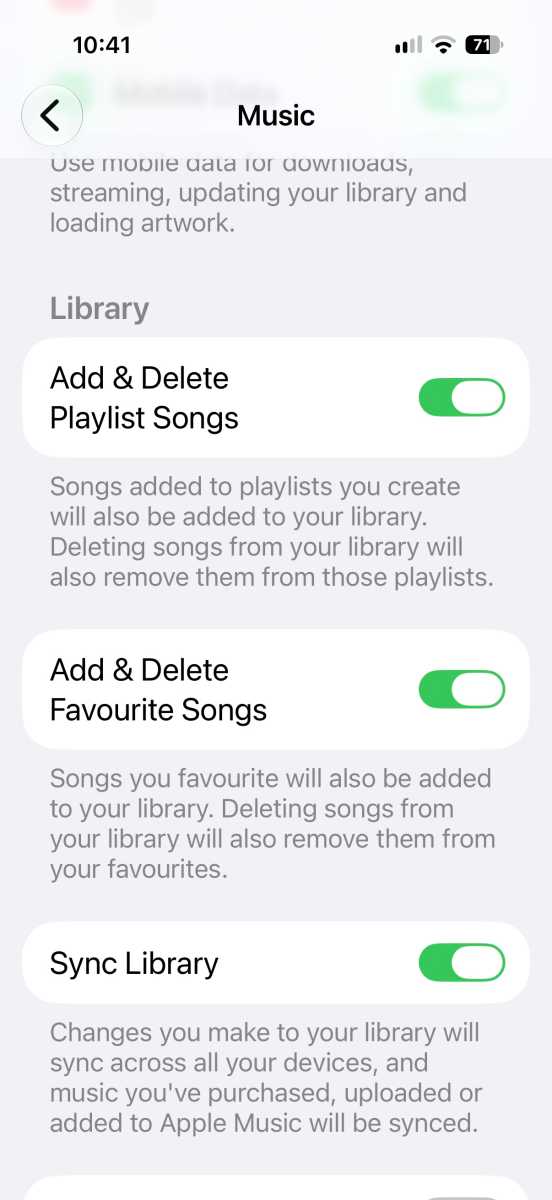 10:41
71
Music
Use mobile data for downloads,
streaming, updating your library and
loading artwork.
Library
Add & Delete
Playlist Songs
Songs added to playlists you create
will also be added to your library.
Deleting songs from your library will
also remove them from those playlists.
Add & Delete
Favourite Songs
Songs you favourite will also be added
to your library. Deleting songs from
your library will also remove them from
your favourites.
Sync Library
Changes you make to your library will
sync across all your devices, and
music you've purchased, uploaded or
added to Apple Music will be synced.